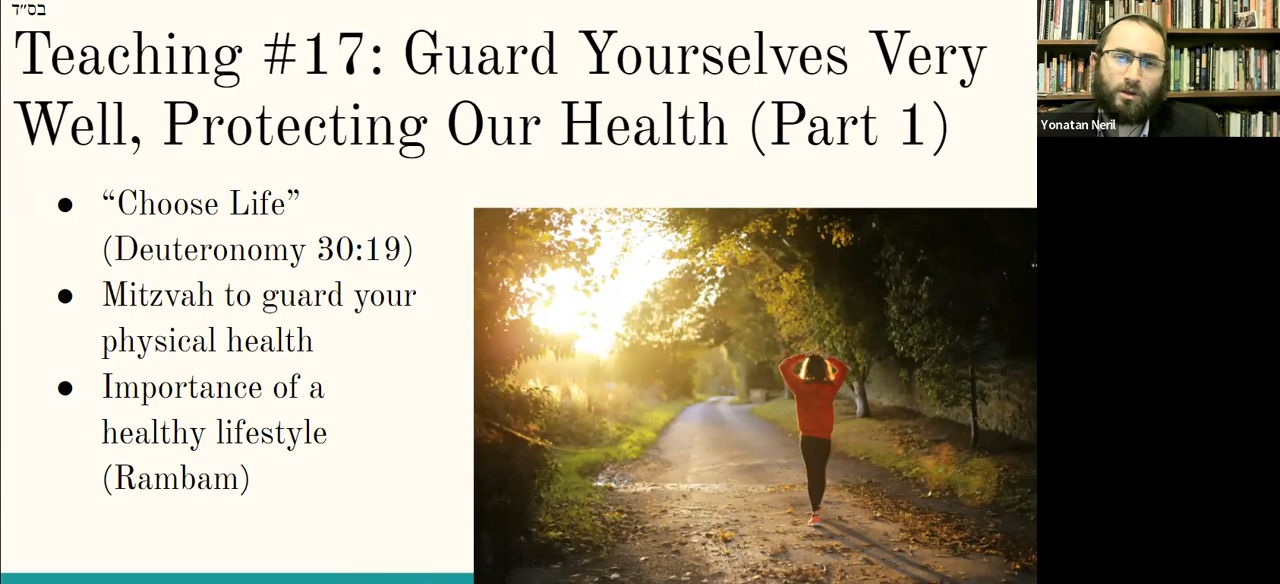 בס״ד
Teaching #17: Guard Yourselves Very
Well, Protecting Our Health (Part 1)
● “Choose Life”
(Deuteronomy 30:19)
● Mitzvah to guard your
physical health
● Importance of a
healthy lifestyle
(Rambam)
Yonatan Neril